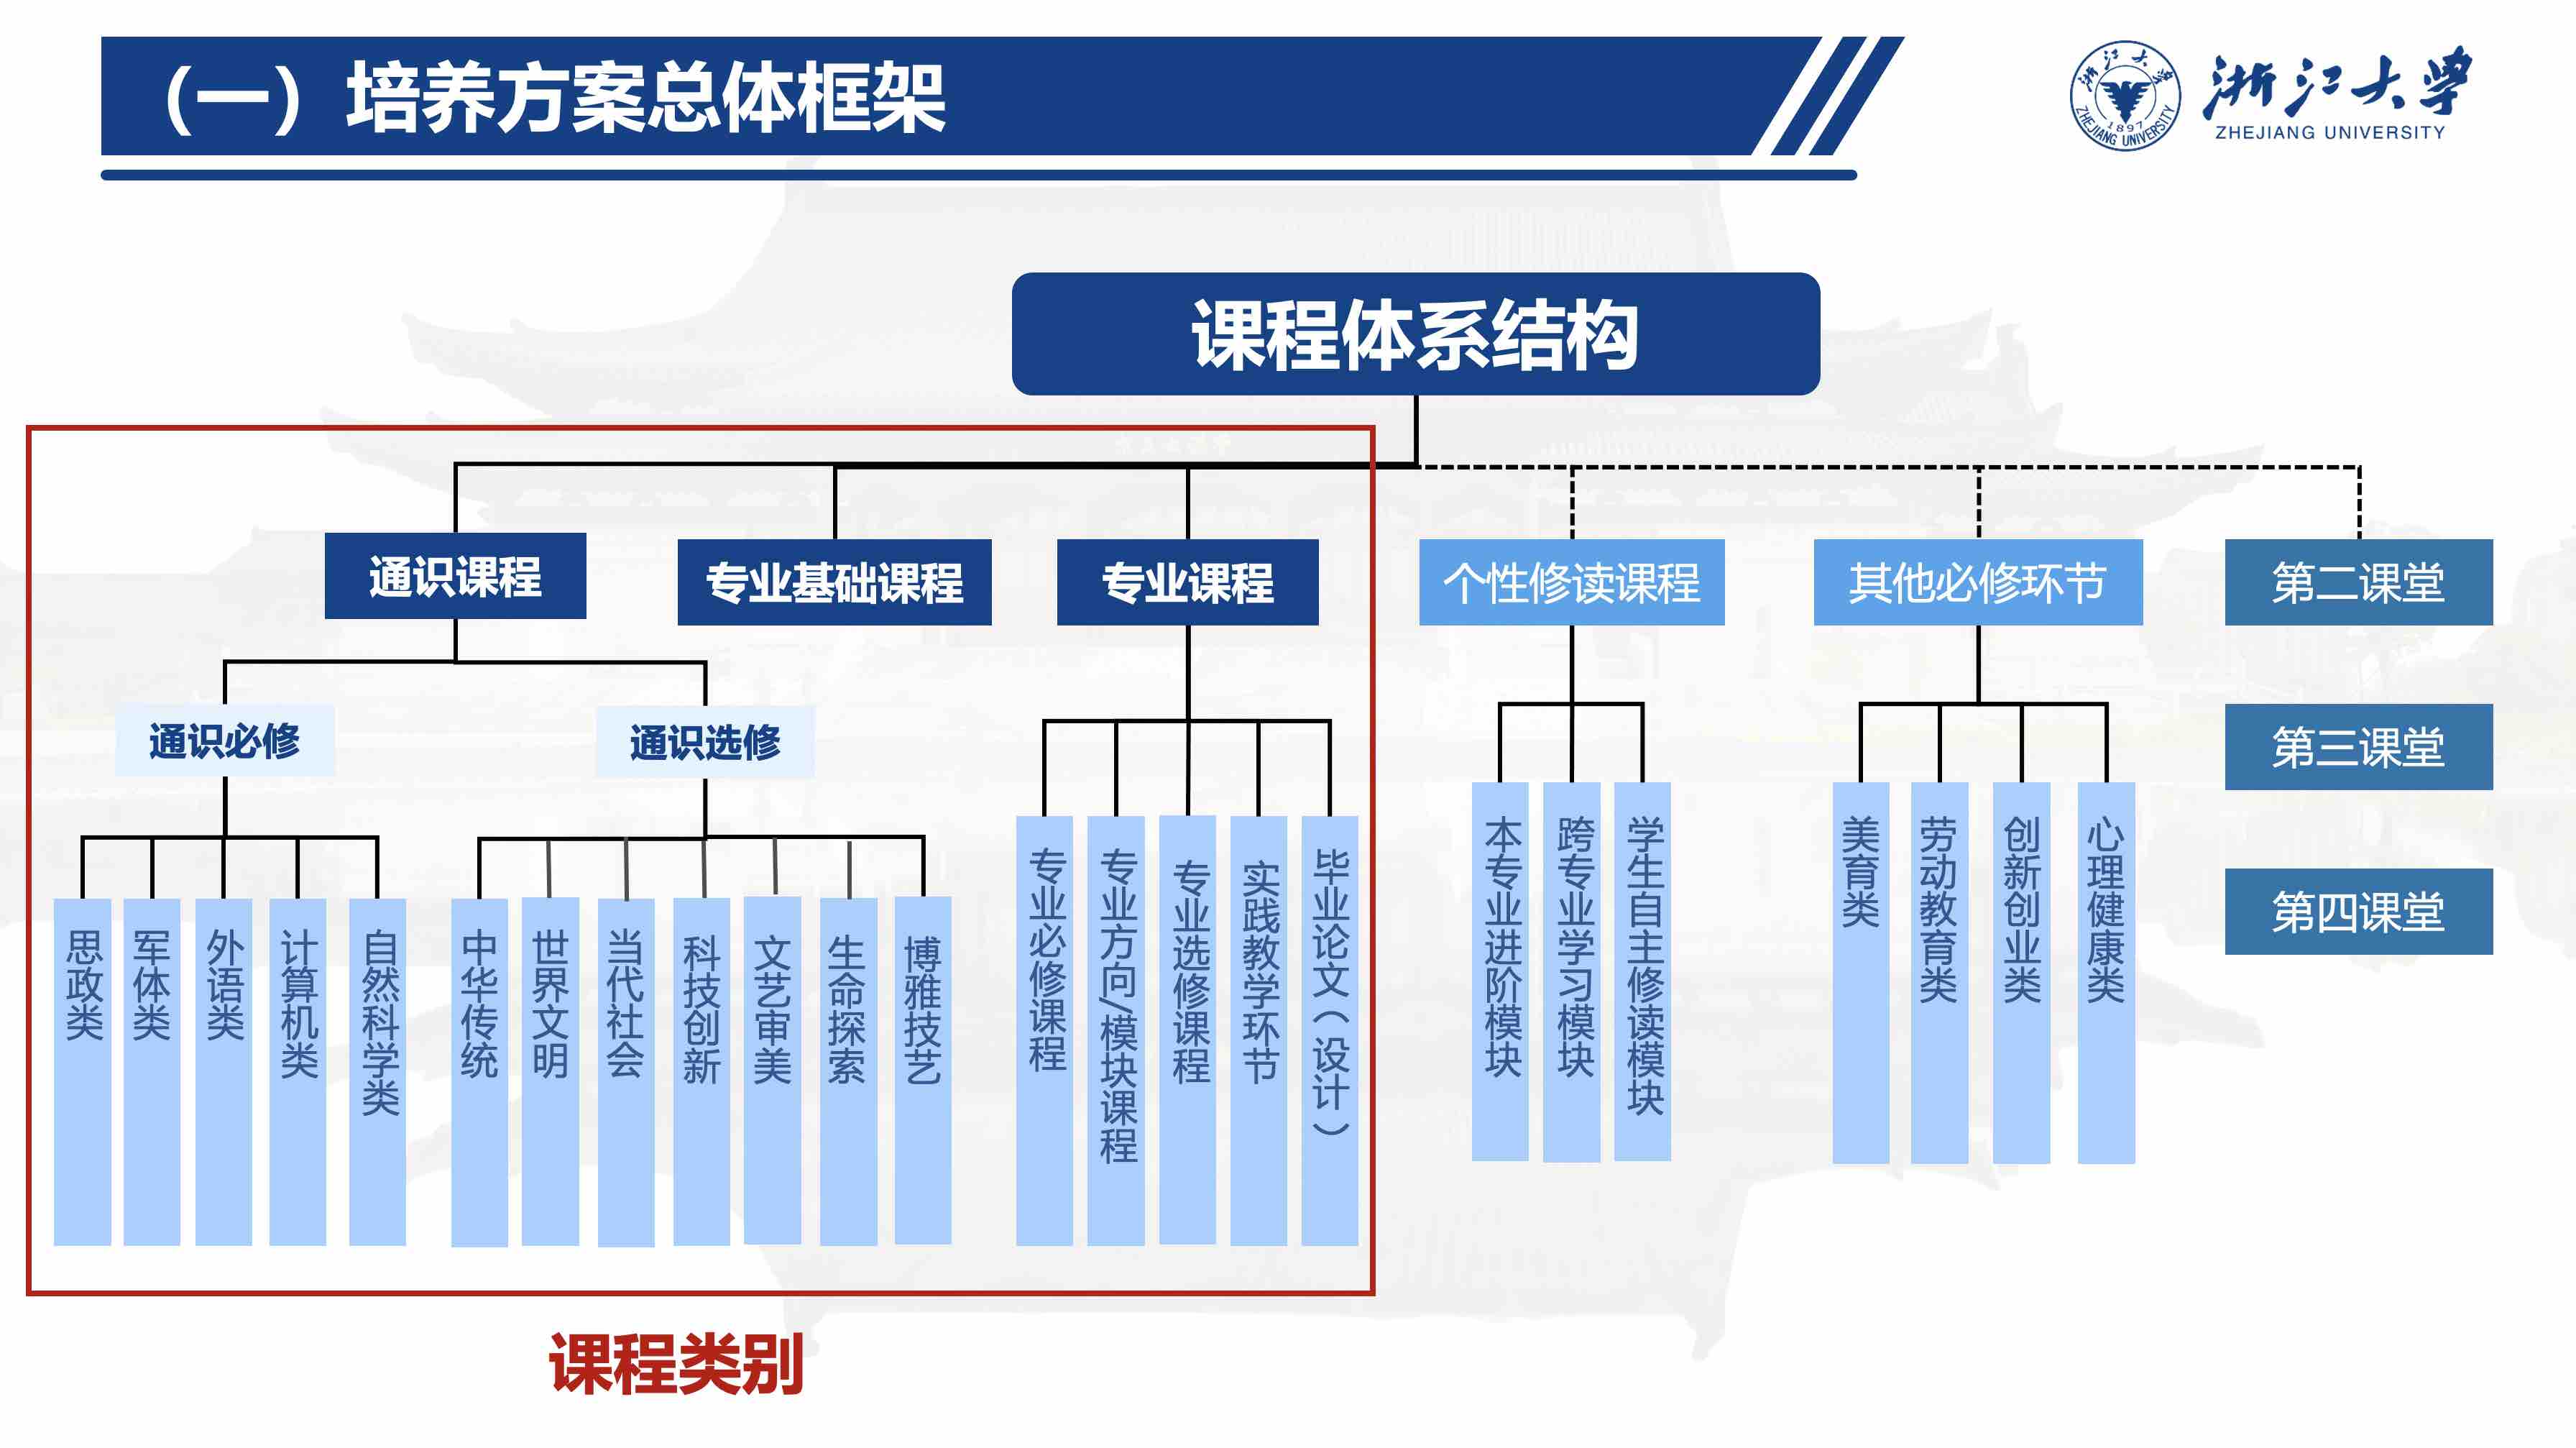 （一）培养方案总体框架
浙江大学
ZHEJIANG UNIVERSITY
浙江大学
1897
ZHEJIANG UNIVERSITY
课程体系结构
通识课程
专业基础课程
专业课程
个性修读课程
其他必修环节
第二课堂
第三课堂
第四课堂
通识必修
通识选修
思政类
军体类
外语类
计算机类
自然科学类
中华传统
世界文明
当代社会
科技创新
文艺审美
生命探索
博雅技艺
专业必修课程
专业方向/模块课程
专业选修课程
实践教学环节
毕业论文（设计）
本专业进阶模块
跨专业学习模块
学生自主修读模块
美育类
劳动教育类
创新创业类
心理健康类
课程类别